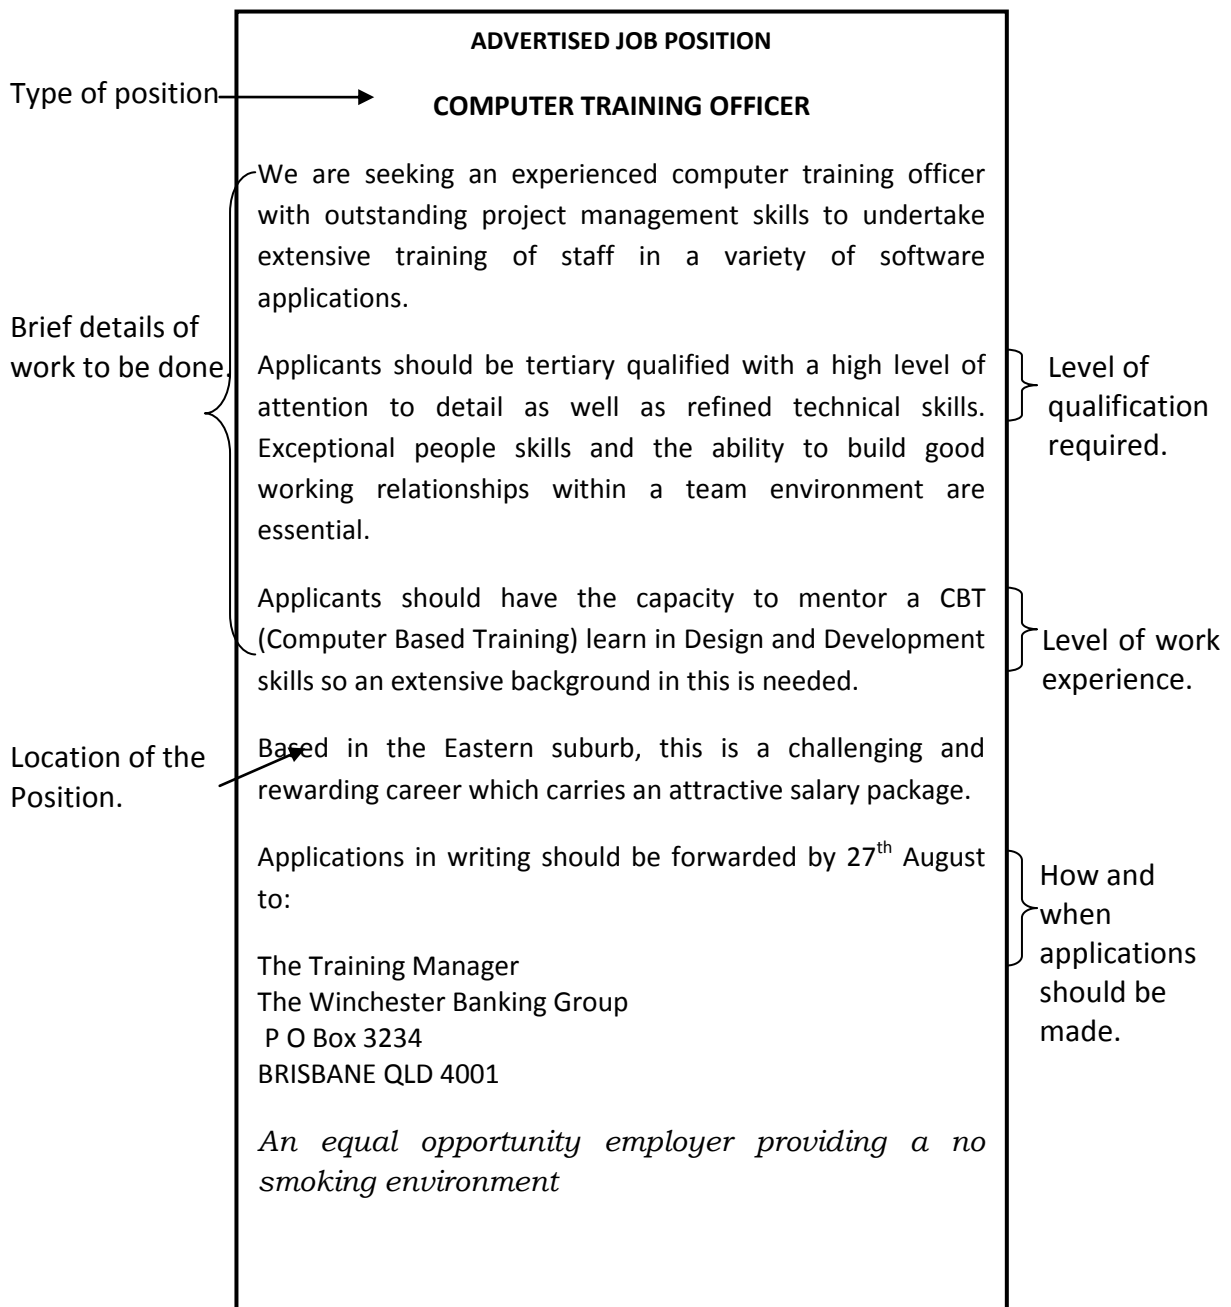 ADVERTISED JOB POSITION
Type of position
COMPUTER TRAINING OFFICER
We are seeking an experienced computer training officer
with outstanding project management skills to undertake
extensive training of staff in a variety of software
applications.
Brief details of
work to be done.
Applicants should be tertiary qualified with a high level of
attention to detail as well as refined technical skills.
Exceptional people skills and the ability to build good
working relationships within a team environment are
essential.
Level of
qualification
required.
Applicants should have the capacity to mentor a CBT
(Computer Based Training) learn in Design and Development
skills so an extensive background in this is needed.
Level of work
experience.
Location of the
Position.
Based in the Eastern suburb, this is a challenging and
rewarding career which carries an attractive salary package.
Applications in writing should be forwarded by 27th August
to:
How and
when
applications
should be
made.
The Training Manager
The Winchester Banking Group
P O Box 3234
BRISBANE QLD 4001
An equal opportunity employer providing a no
smoking environment